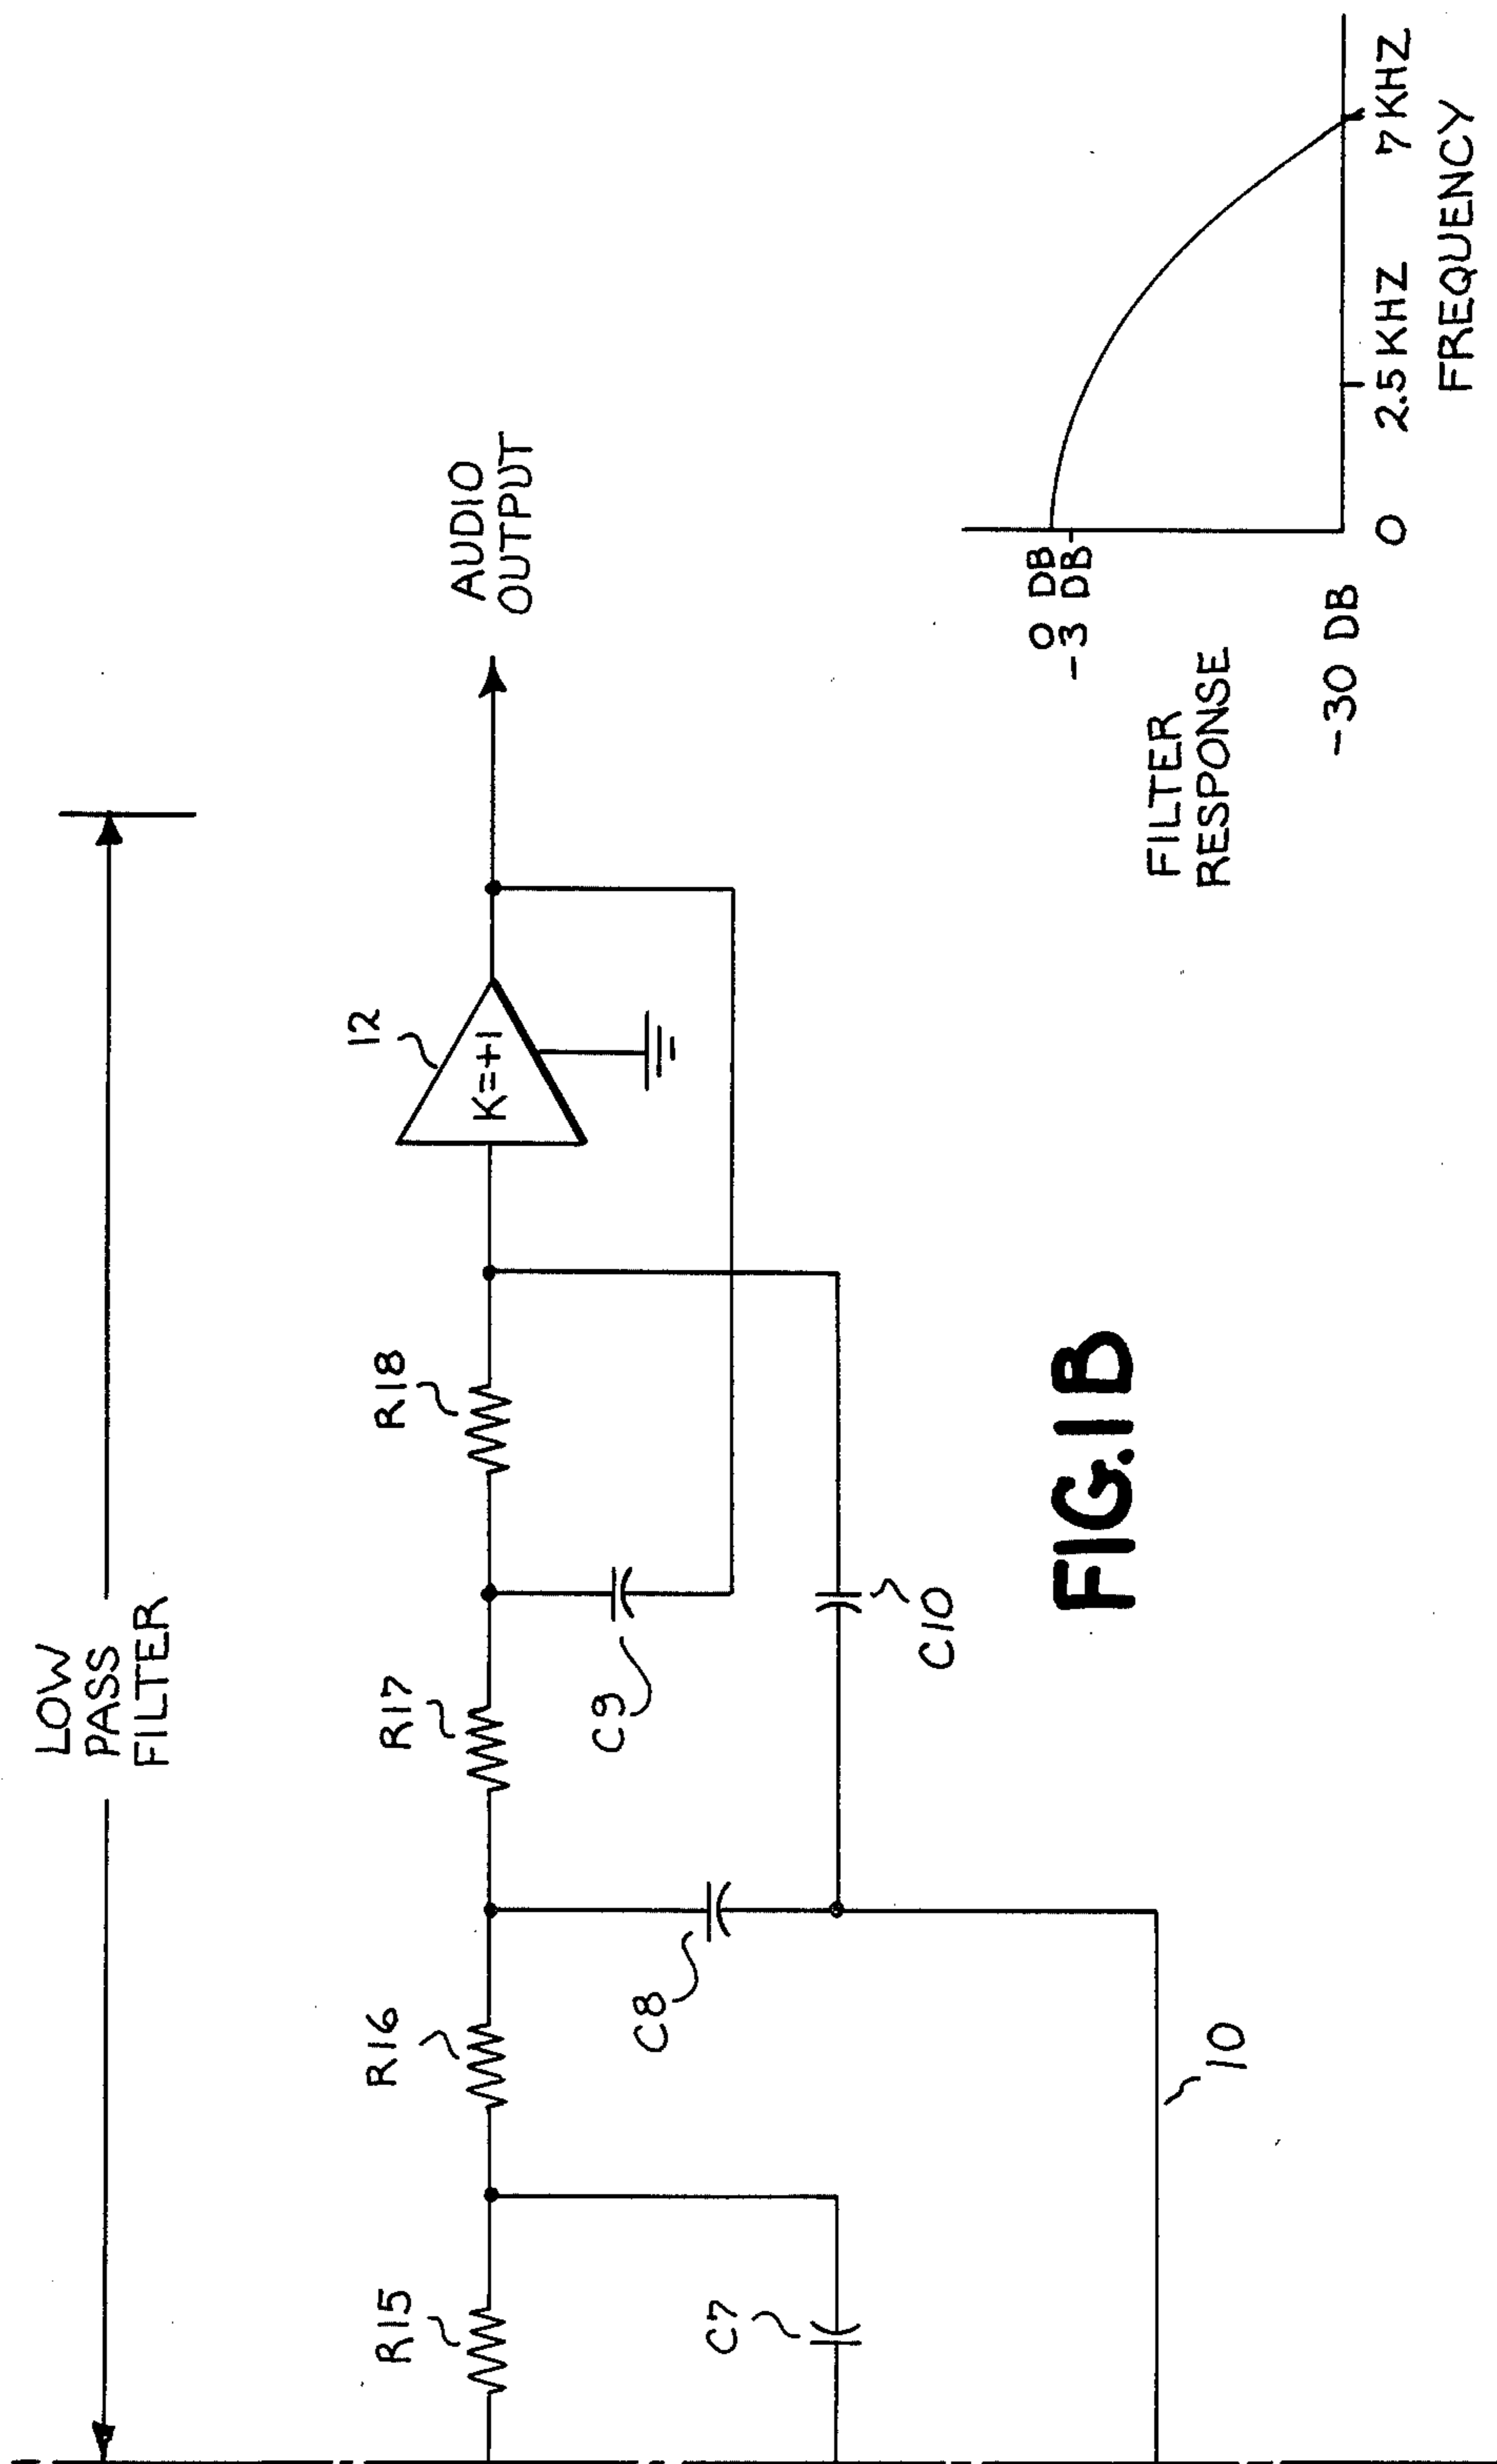 LOW
PASS
FILTER
R15
R16
R17
R18
12
K=+1
AUDIO
OUTPUT
C7
C8
C9
C10
10
FIG.1B
FILTER
RESPONSE
0 DB
-3 DB
-30 DB
0
2.5 KHZ
7 KHZ
FREQUENCY